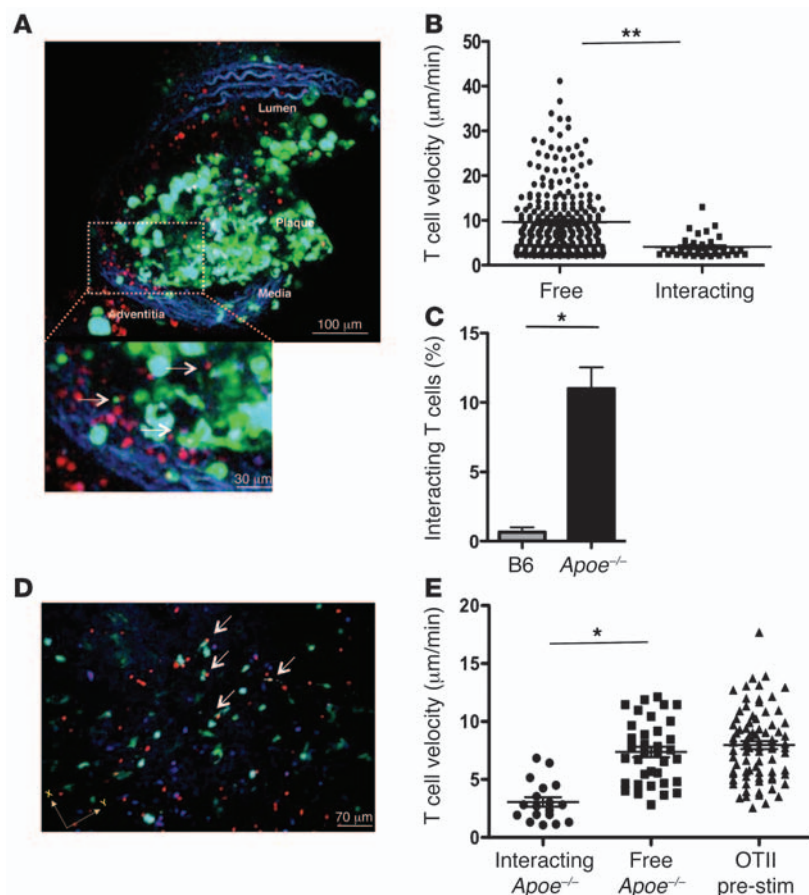 A
Lumen
Plaque
Media
Adventitia
100 μm
30 μm
B
T cell velocity (μm/min)
50
40
30
20
10
0
**
Free
Interacting
C
Interacting T cells (%)
15
10
5
0
*
B6
Apoe–/–
D
X
Y
70 μm
E
T cell velocity (μm/min)
20
15
10
5
0
*
Interacting
Apoe–/–
Free
Apoe–/–
OTII
pre-stim